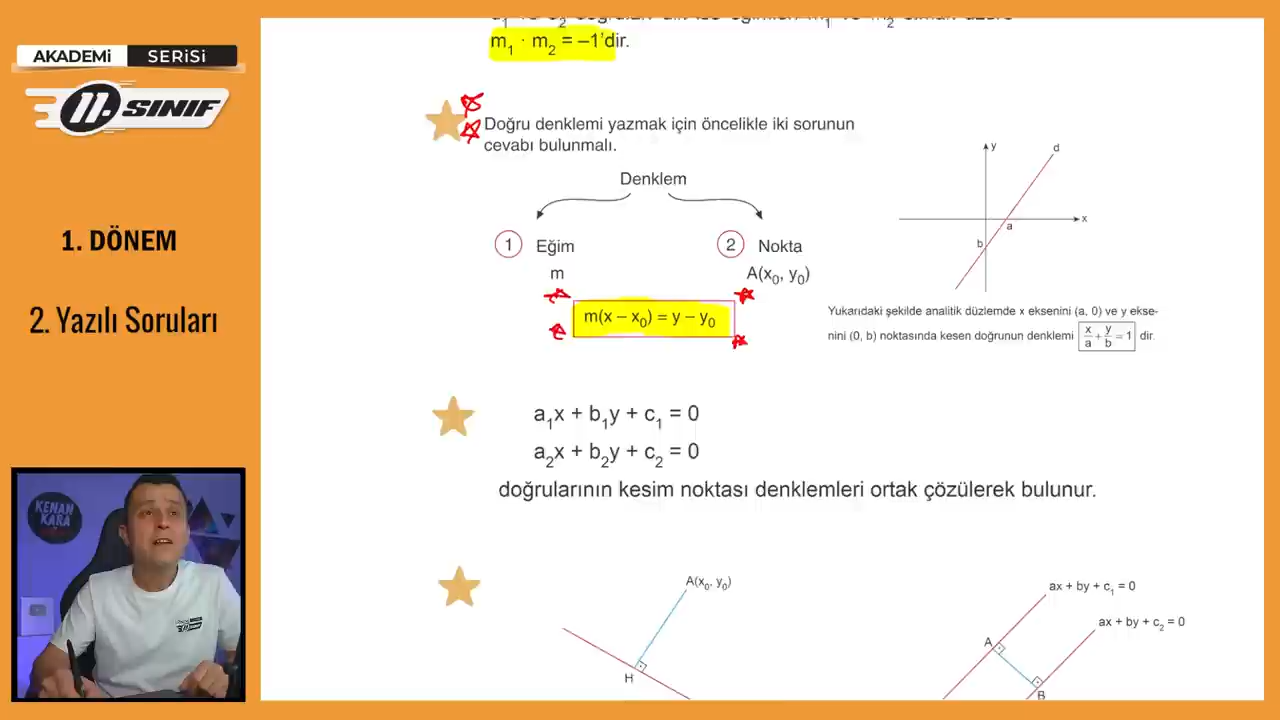 AKADEMİ SERİSİ
11. SINIF
1. DÖNEM
2. Yazılı Soruları
KENAN
KARA
m₁ · m₂ = –1'dir.
Doğru denklemi yazmak için öncelikle iki sorunun
cevabı bulunmalı.
Denklem
1 Eğim
m
2 Nokta
A(x₀, y₀)
m(x – x₀) = y – y₀
y
d
x
a
b
Yukarıdaki şekilde analitik düzlemde x eksenini (a, 0) ve y ekse-
nini (0, b) noktasında kesen doğrunun denklemi x/a + y/b = 1 dir.
a₁x + b₁y + c₁ = 0
a₂x + b₂y + c₂ = 0
doğrularının kesim noktası denklemleri ortak çözülerek bulunur.
A(x₀, y₀)
H
ax + by + c₁ = 0
ax + by + c₂ = 0
A
B